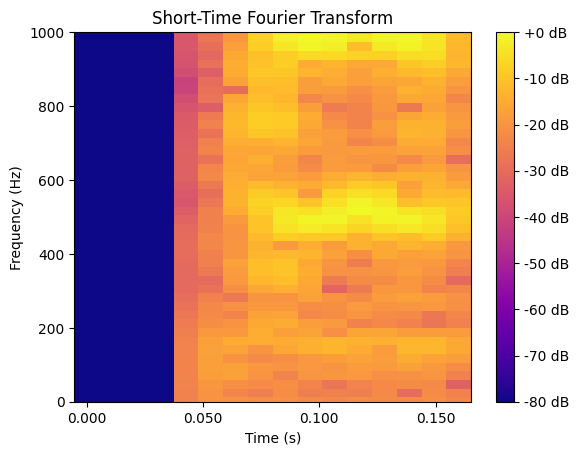 Short-Time Fourier Transform
1000
800
600
400
200
0
Frequency (Hz)
0.000
0.050
0.100
0.150
Time (s)
+0 dB
-10 dB
-20 dB
-30 dB
-40 dB
-50 dB
-60 dB
-70 dB
-80 dB